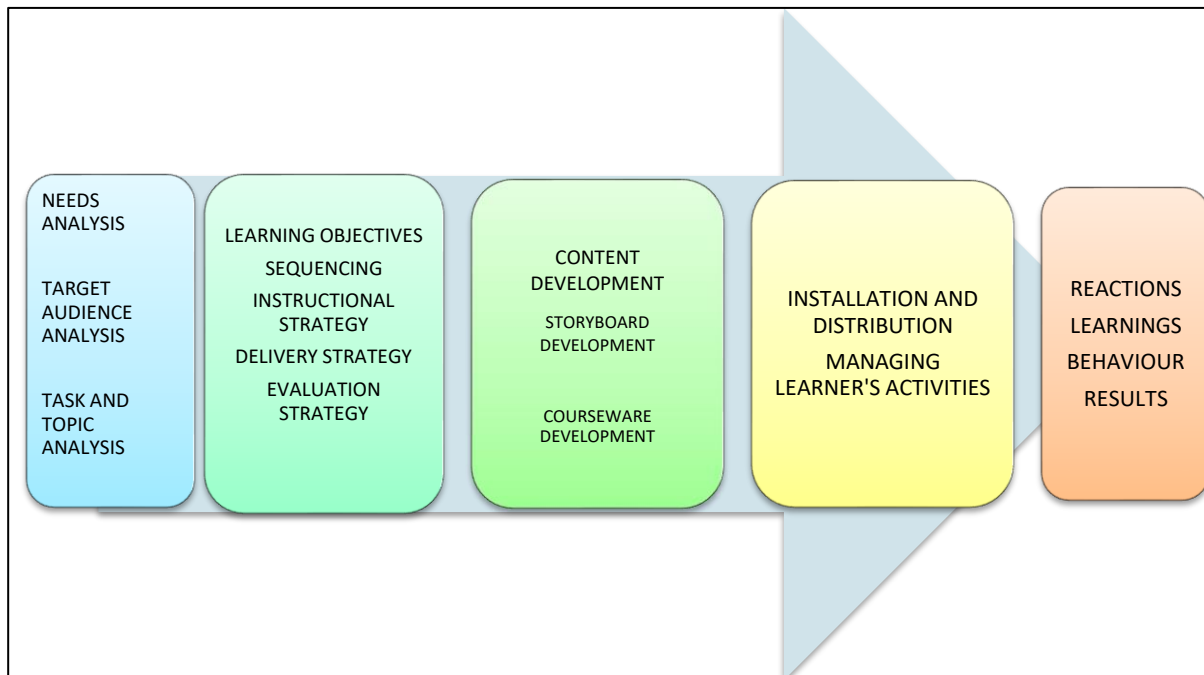 NEEDS
ANALYSIS
TARGET
AUDIENCE
ANALYSIS
TASK AND
TOPIC
ANALYSIS
LEARNING OBJECTIVES
SEQUENCING
INSTRUCTIONAL
STRATEGY
DELIVERY STRATEGY
EVALUATION
STRATEGY
CONTENT
DEVELOPMENT
STORYBOARD
DEVELOPMENT
COURSEWARE
DEVELOPMENT
INSTALLATION AND
DISTRIBUTION
MANAGING
LEARNER'S ACTIVITIES
REACTIONS
LEARNINGS
BEHAVIOUR
RESULTS